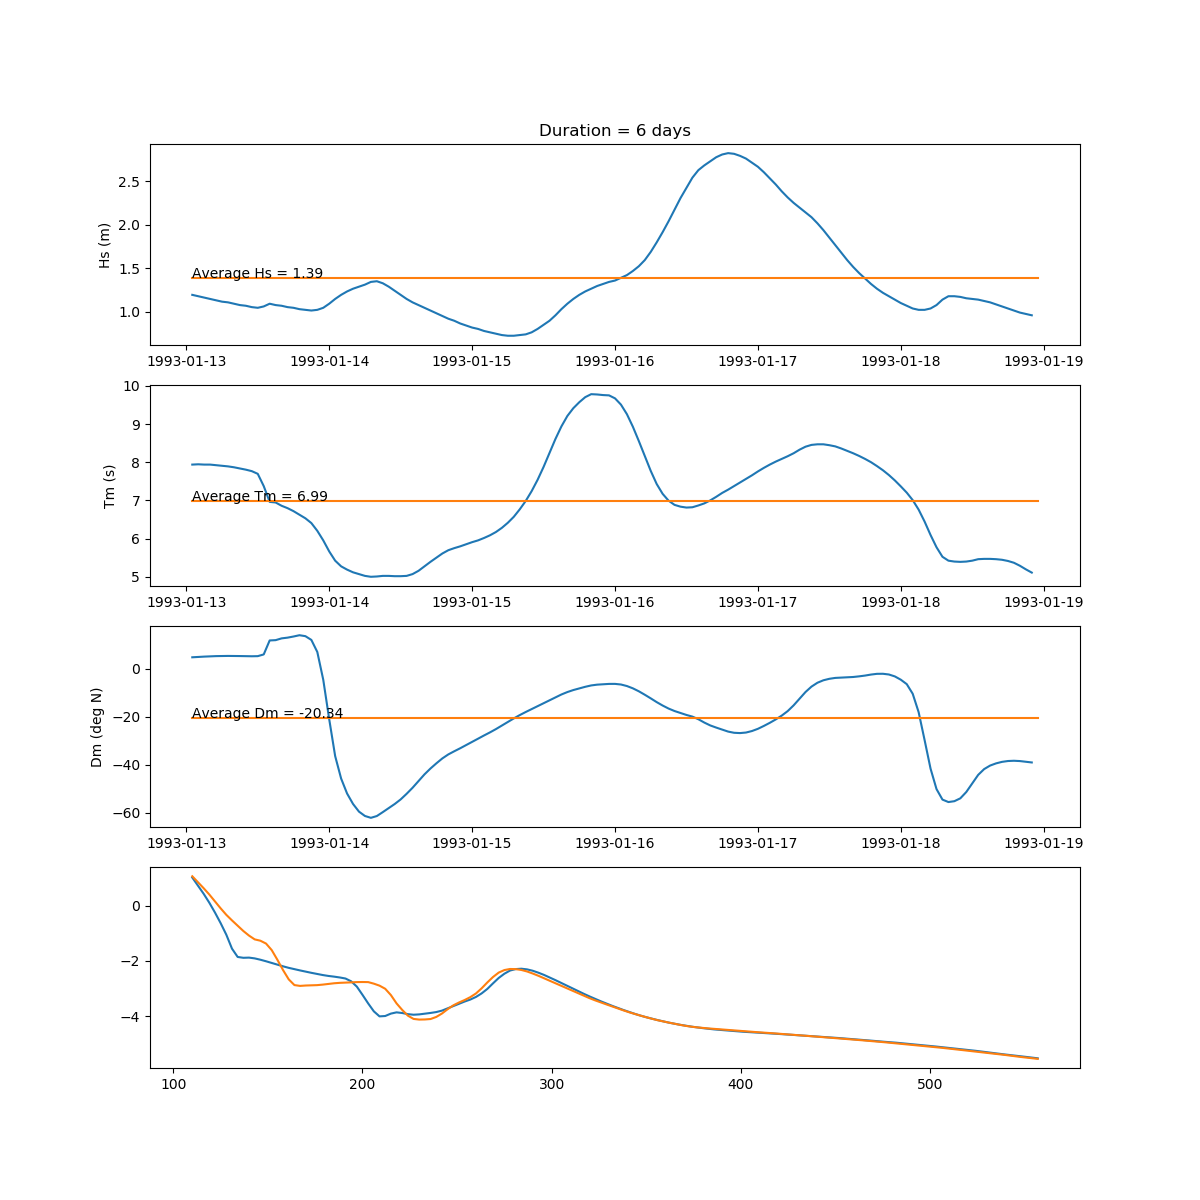 Duration = 6 days
2.5
2.0
1.5
1.0
Hs (m)
Average Hs = 1.39
1993-01-13 1993-01-14 1993-01-15 1993-01-16 1993-01-17 1993-01-18 1993-01-19
10
9
8
7
6
5
Tm (s)
Average Tm = 6.99
1993-01-13 1993-01-14 1993-01-15 1993-01-16 1993-01-17 1993-01-18 1993-01-19
0
−20
−40
−60
Dm (deg N)
Average Dm = -20.34
1993-01-13 1993-01-14 1993-01-15 1993-01-16 1993-01-17 1993-01-18 1993-01-19
0
−2
−4
100 200 300 400 500